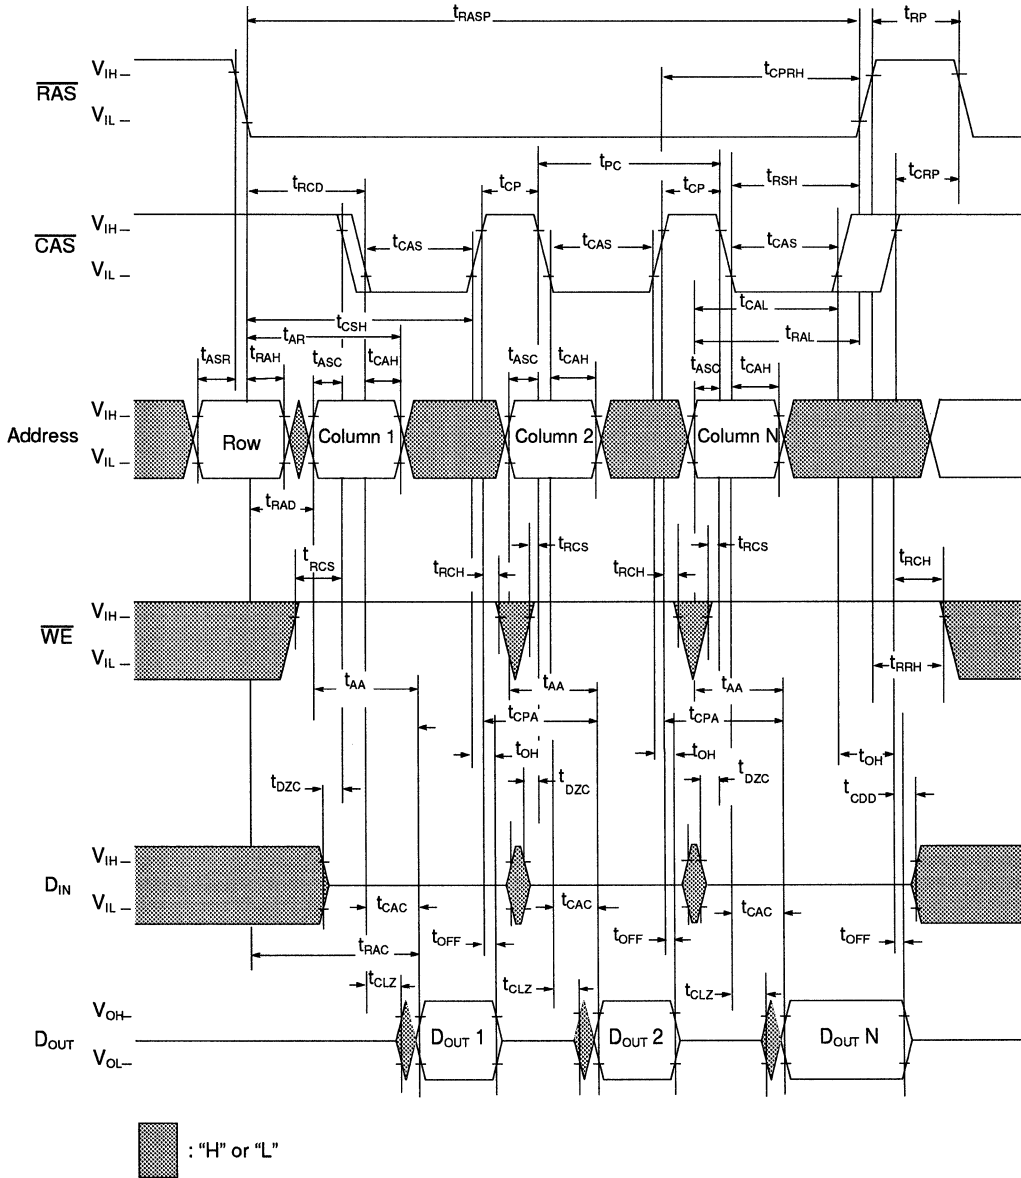 tRASP
tRP
tCPRH
RAS
VIH
VIL
tPC
tRCD
tCP
tCP
tRSH
tCRP
CAS
VIH
VIL
tCAS
tCAS
tCAS
tCSH
tCAL
tAR
tRAL
tASR
tRAH
tASC
tCAH
tASC
tCAH
tASC
tCAH
Address
VIH
VIL
Row
Column 1
Column 2
Column N
tRAD
tRCS
tRCH
tRCS
tRCH
tRCS
tRCH
WE
VIH
VIL
tRRH
tAA
tAA
tAA
tCPA
tCPA
tOH
tOH
tOH
tDZC
tDZC
tDZC
tCDD
DIN
VIH
VIL
tCAC
tCAC
tCAC
tRAC
tOFF
tOFF
tOFF
tCLZ
tCLZ
tCLZ
DOUT
VOH
VOL
DOUT 1
DOUT 2
DOUT N
: “H” or “L”